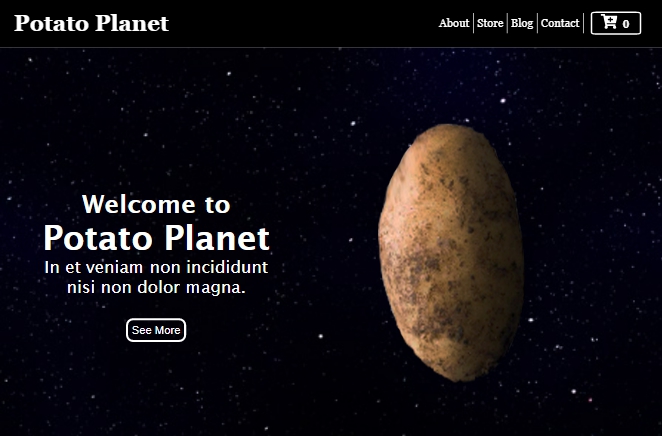 Potato Planet
About
Store
Blog
Contact
0
Welcome to
Potato Planet
In et veniam non incididunt
nisi non dolor magna.
See More